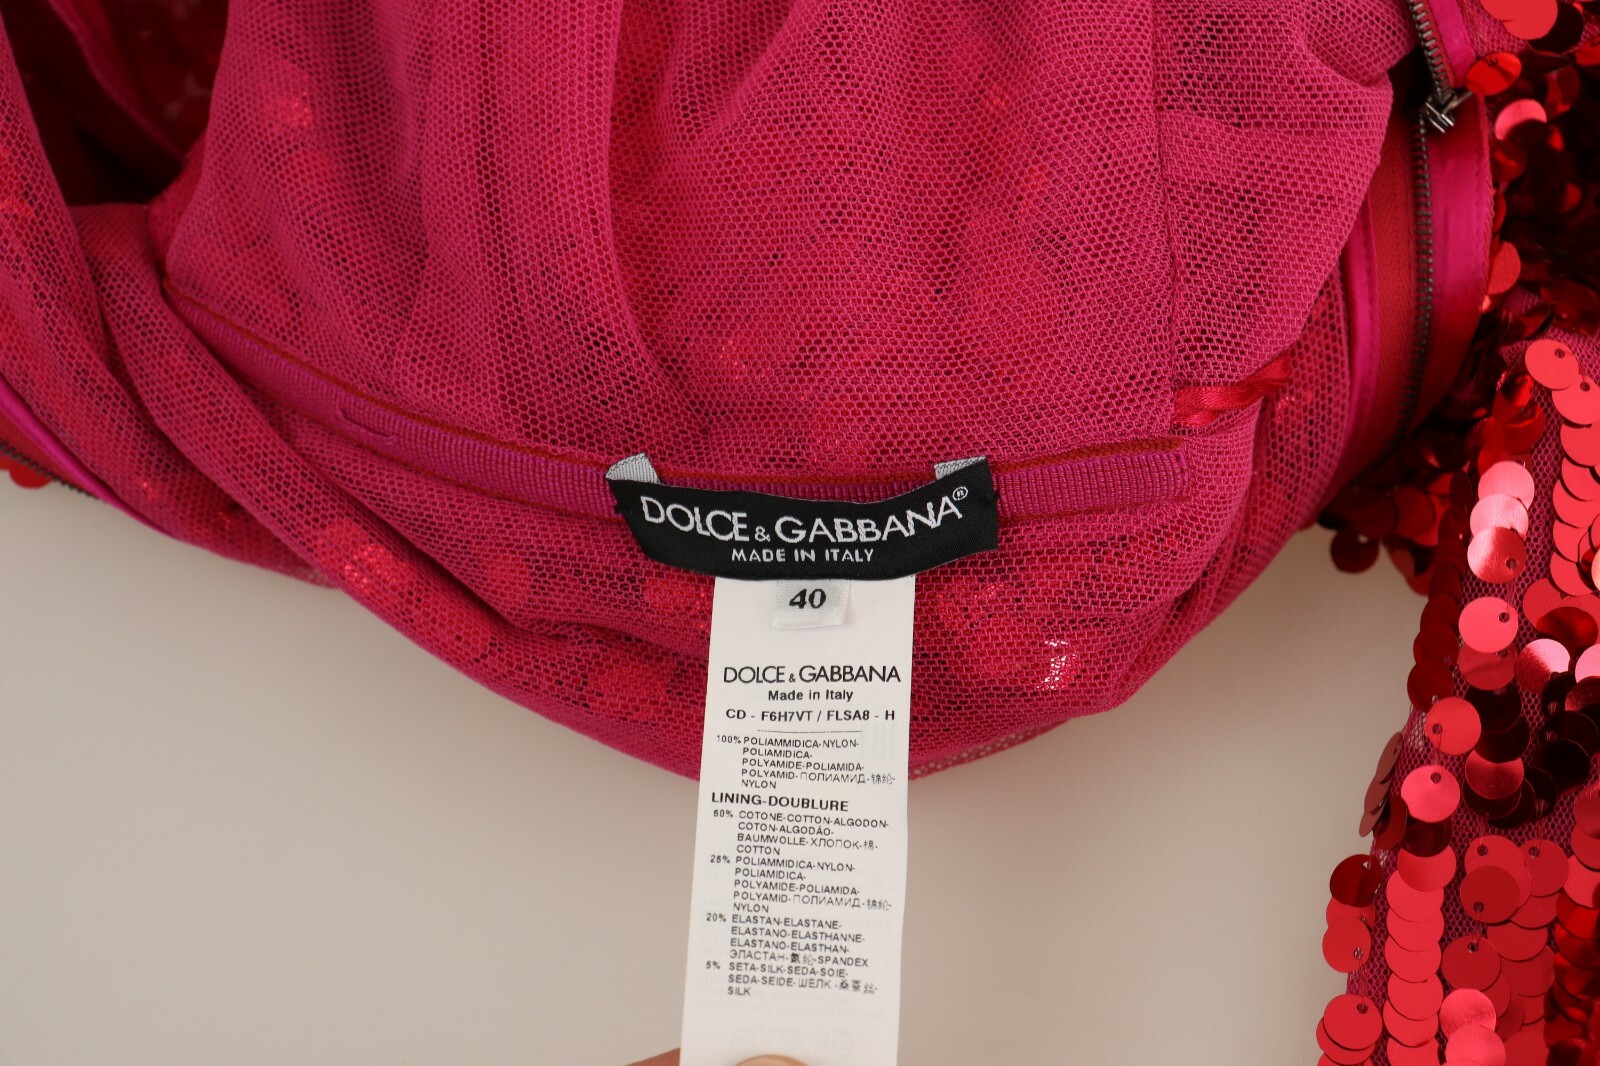 DOLCE & GABBANA®
MADE IN ITALY
40
DOLCE & GABBANA
Made in Italy
CD - F6H7VT / FLSA8 - H
100% POLIAMMIDICA-NYLON-
POLIAMIDICA-
POLYAMIDE-POLIAMIDA-
POLYAMID-ПОЛИАМИД-锦纶-
NYLON
LINING-DOUBLURE
50% COTONE-COTTON-ALGODON-
COTON-ALGODÃO-
BAUMWOLLE-ХЛОПОК-棉-
COTTON
25% POLIAMMIDICA-NYLON-
POLIAMIDICA-
POLYAMIDE-POLIAMIDA-
POLYAMID-ПОЛИАМИД-锦纶-
NYLON
20% ELASTAN-ELASTANE-
ELASTANO-ELASTHANNE-
ELASTANO-ELASTHAN-
ЭЛАСТАН-氨纶-SPANDEX
5% SETA-SILK-SEDA-SOIE-
SEDA-SEIDE-ШЕЛК-桑蚕丝-
SILK